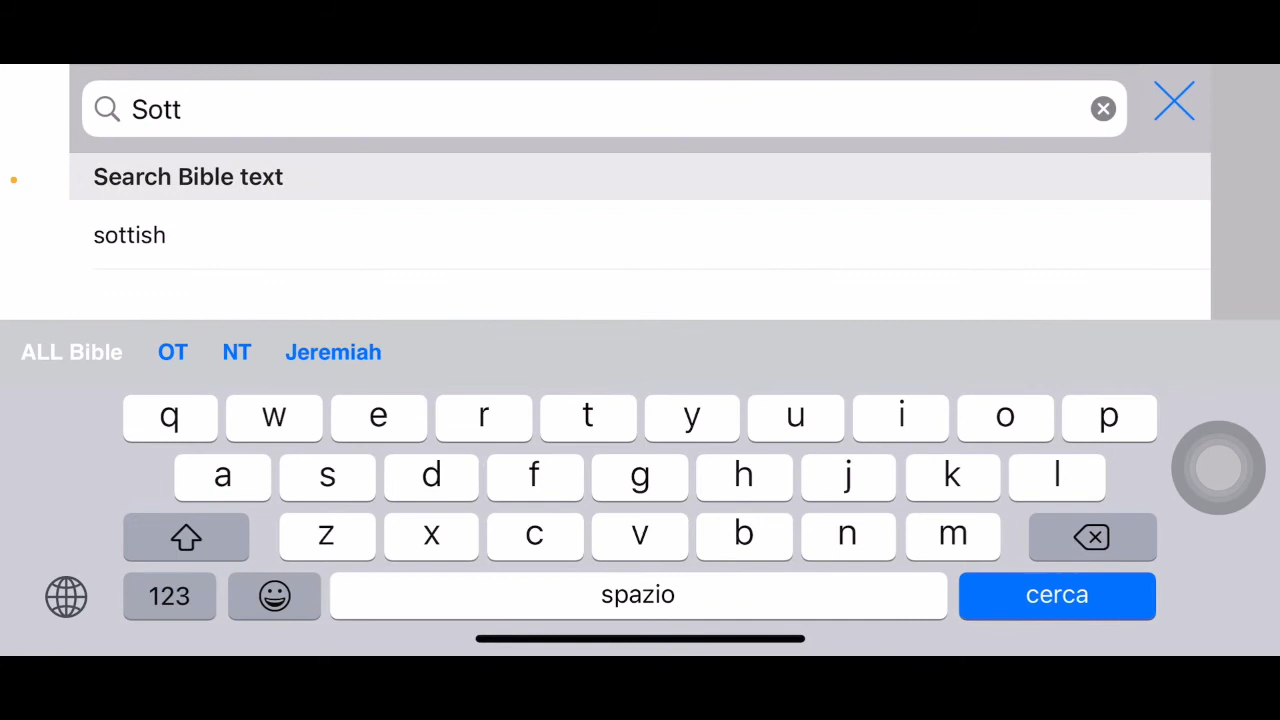 Sott
Search Bible text
sottish
ALL Bible OT NT Jeremiah
q w e r t y u i o p
a s d f g h j k l
z x c v b n m
123 spazio cerca